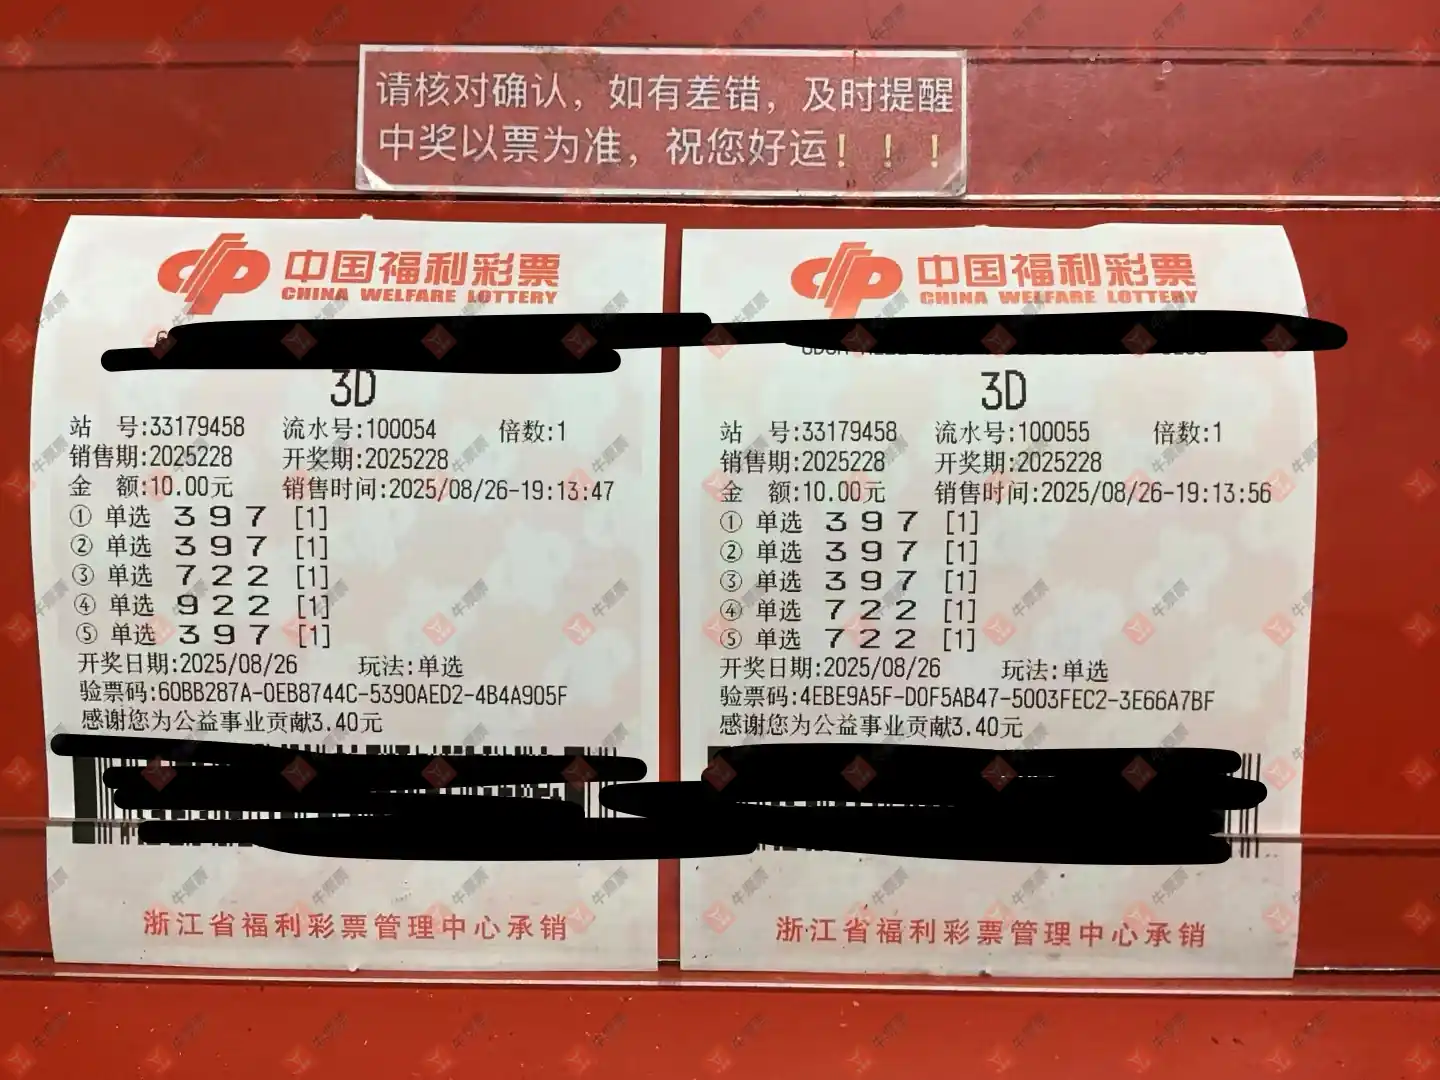 请核对确认，如有差错，及时提醒
中奖以票为准，祝您好运！！！
中国福利彩票
CHINA WELFARE LOTTERY
3D
站 号:33179458 流水号:100054 倍数:1
销售期:2025228 开奖期:2025228
金 额:10.00元 销售时间:2025/08/26-19:13:47
① 单选 3 9 7 [1]
② 单选 3 9 7 [1]
③ 单选 7 2 2 [1]
④ 单选 9 2 2 [1]
⑤ 单选 3 9 7 [1]
开奖日期:2025/08/26 玩法:单选
验票码:60BB287A-0EB8744C-5390AED2-4B4A905F
感谢您为公益事业贡献3.40元
浙江省福利彩票管理中心承销
中国福利彩票
CHINA WELFARE LOTTERY
3D
站 号:33179458 流水号:100055 倍数:1
销售期:2025228 开奖期:2025228
金 额:10.00元 销售时间:2025/08/26-19:13:56
① 单选 3 9 7 [1]
② 单选 3 9 7 [1]
③ 单选 3 9 7 [1]
④ 单选 7 2 2 [1]
⑤ 单选 7 2 2 [1]
开奖日期:2025/08/26 玩法:单选
验票码:4EBE9A5F-D0F5AB47-5003FEC2-3E66A7BF
感谢您为公益事业贡献3.40元
浙江省福利彩票管理中心承销